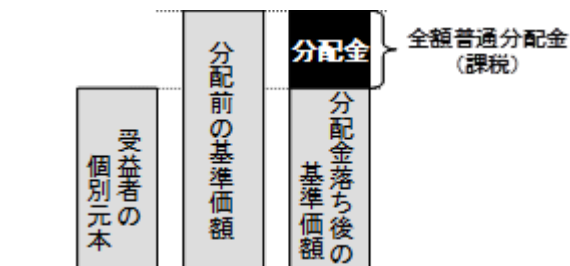 受益者の
個別元本
分配前の基準価額
分配金
分配金落ち後の
基準価額
全額普通分配金
(課税)